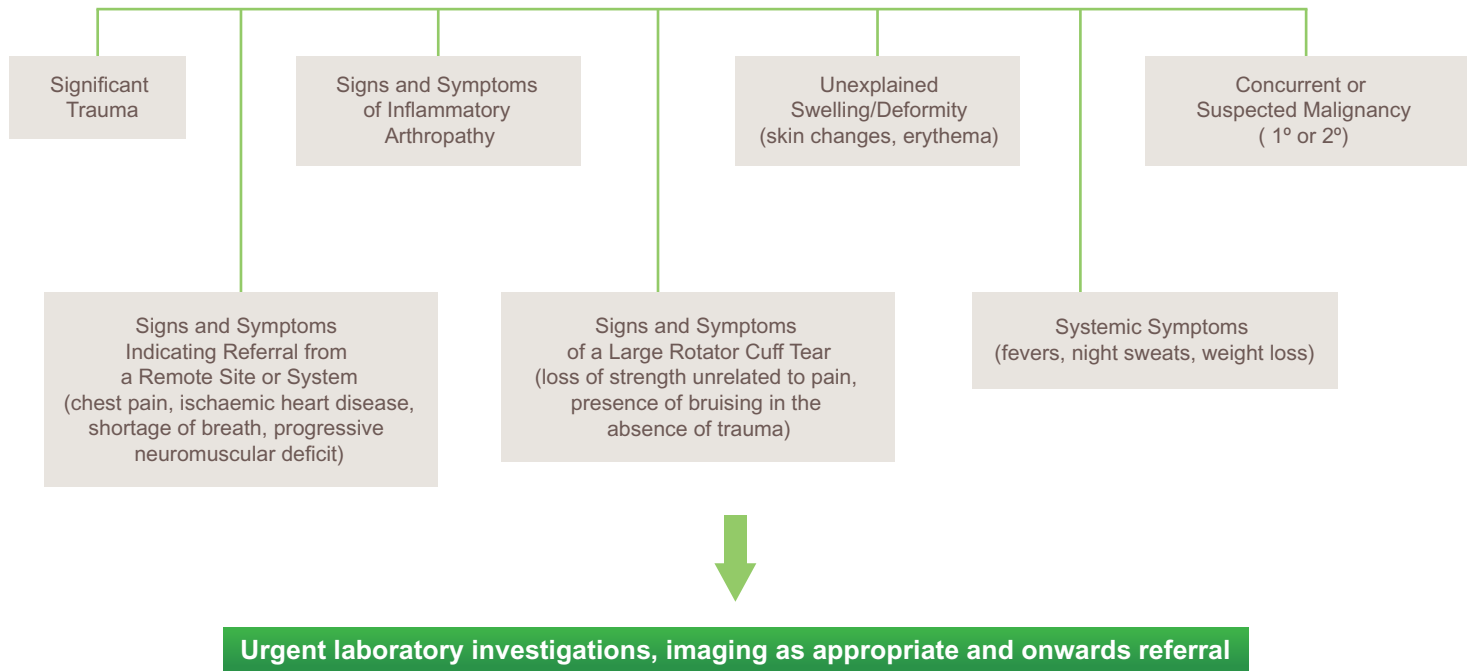 Significant
Trauma
Signs and Symptoms
of Inflammatory
Arthropathy
Unexplained
Swelling/Deformity
(skin changes, erythema)
Concurrent or
Suspected Malignancy
( 1º or 2º)
Signs and Symptoms
Indicating Referral from
a Remote Site or System
(chest pain, ischaemic heart disease,
shortage of breath, progressive
neuromuscular deficit)
Signs and Symptoms
of a Large Rotator Cuff Tear
(loss of strength unrelated to pain,
presence of bruising in the
absence of trauma)
Systemic Symptoms
(fevers, night sweats, weight loss)
Urgent laboratory investigations, imaging as appropriate and onwards referral